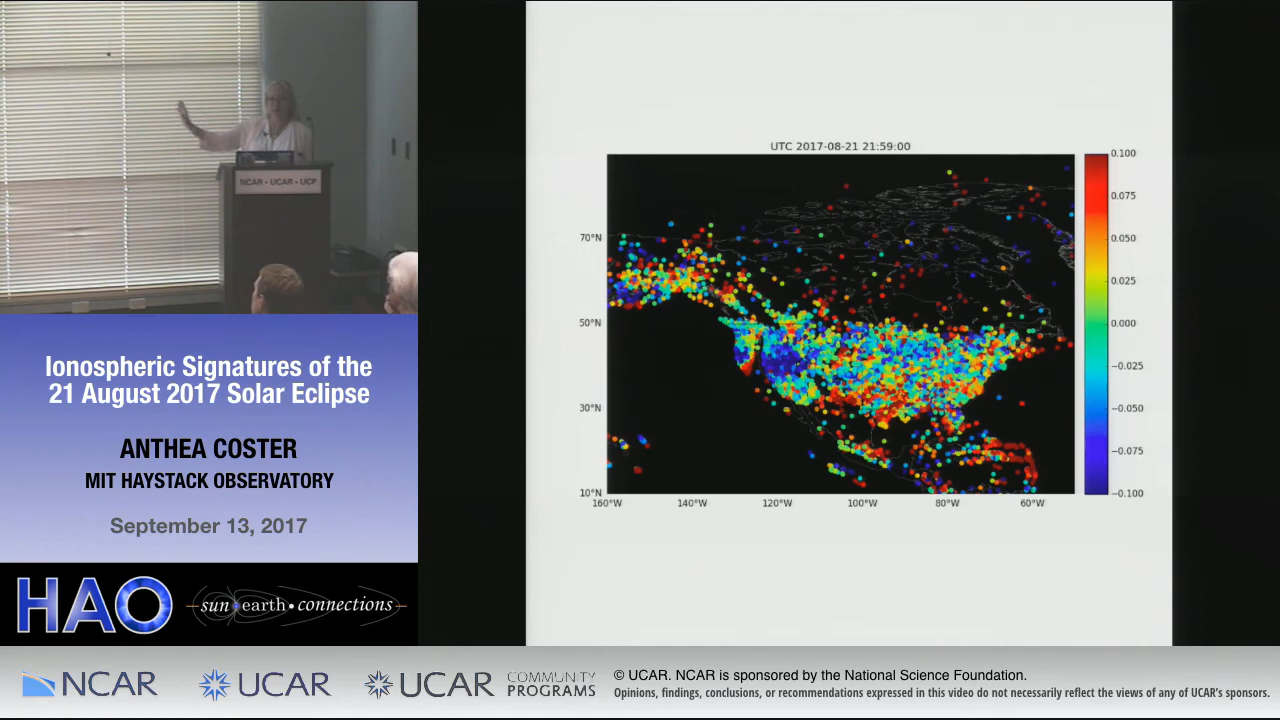 NCAR • UCAR • UCP
Ionospheric Signatures of the
21 August 2017 Solar Eclipse
ANTHEA COSTER
MIT HAYSTACK OBSERVATORY
September 13, 2017
HAO
sun earth • connections
UTC 2017-08-21 21:59:00
70°N
50°N
30°N
10°N
160°W 140°W 120°W 100°W 80°W 60°W
0.100
0.075
0.050
0.025
0.000
−0.025
−0.050
−0.075
−0.100
NCAR
UCAR
UCAR
COMMUNITY
PROGRAMS
© UCAR. NCAR is sponsored by the National Science Foundation.
Opinions, findings, conclusions, or recommendations expressed in this video do not necessarily reflect the views of any of UCAR's sponsors.